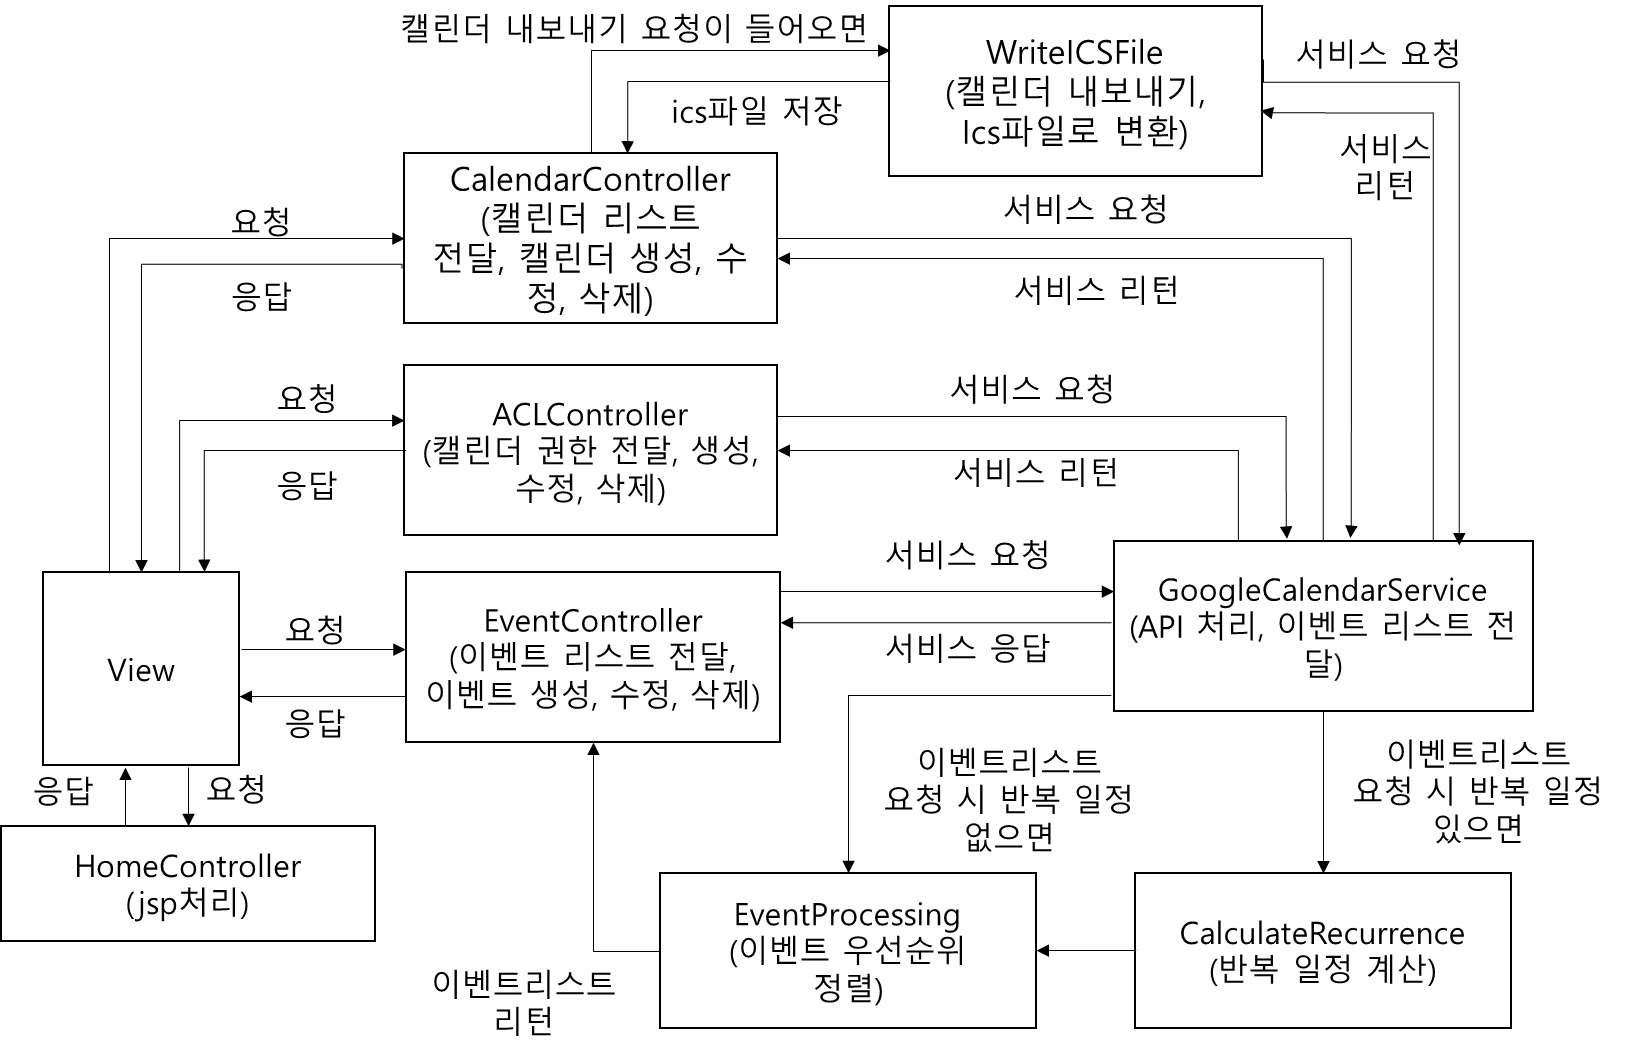 캘린더 내보내기 요청이 들어오면
WriteICSFile
(캘린더 내보내기,
Ics파일로 변환)
서비스 요청
ics파일 저장
서비스
리턴
CalendarController
(캘린더 리스트
전달, 캘린더 생성, 수
정, 삭제)
요청
응답
서비스 요청
서비스 리턴
요청
응답
ACLController
(캘린더 권한 전달, 생성,
수정, 삭제)
서비스 요청
서비스 리턴
View
요청
응답
EventController
(이벤트 리스트 전달,
이벤트 생성, 수정, 삭제)
서비스 요청
서비스 응답
GoogleCalendarService
(API 처리, 이벤트 리스트 전
달)
응답
요청
HomeController
(jsp처리)
이벤트리스트
요청 시 반복 일정
없으면
이벤트리스트
요청 시 반복 일정
있으면
이벤트리스트
리턴
EventProcessing
(이벤트 우선순위
정렬)
CalculateRecurrence
(반복 일정 계산)